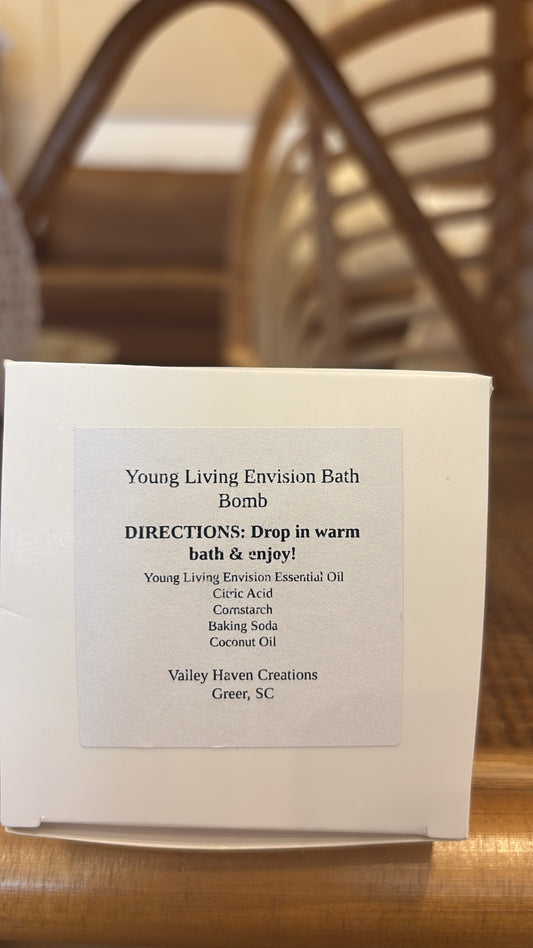 Young Living Envision Bath
Bomb
DIRECTIONS: Drop in warm
bath & enjoy!
Young Living Envision Essential Oil
Citric Acid
Cornstarch
Baking Soda
Coconut Oil
Valley Haven Creations
Greer, SC